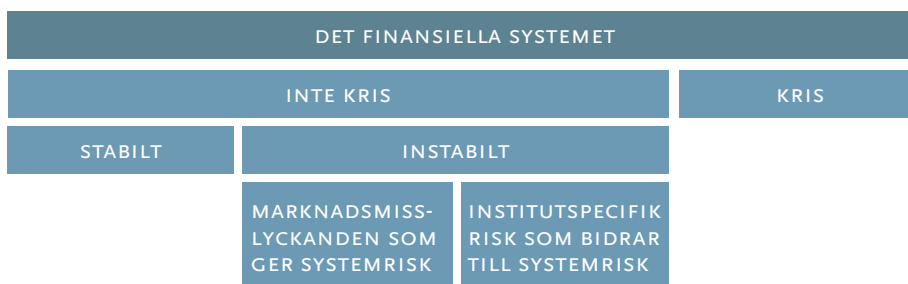 DET FINANSIELLA SYSTEMET
INTE KRIS
KRIS
STABILT
INSTABILT
MARKNADSMISS-
LYCKANDEN SOM
GER SYSTEMRISK
INSTITUTSPECIFIK
RISK SOM BIDRAR
TILL SYSTEMRISK